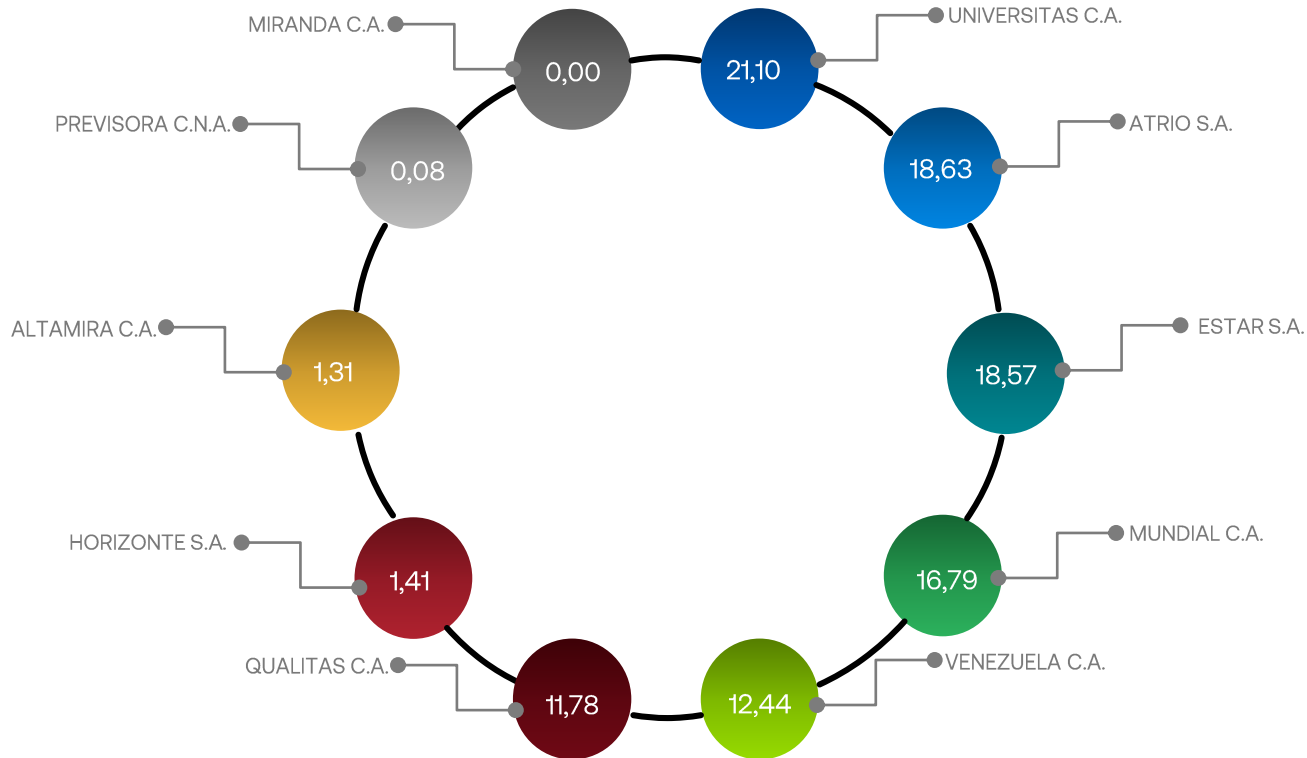 MIRANDA C.A.
0,00
UNIVERSITAS C.A.
21,10
PREVISORA C.N.A.
0,08
ATRIO S.A.
18,63
ALTAMIRA C.A.
1,31
ESTAR S.A.
18,57
HORIZONTE S.A.
1,41
MUNDIAL C.A.
16,79
QUALITAS C.A.
11,78
VENEZUELA C.A.
12,44